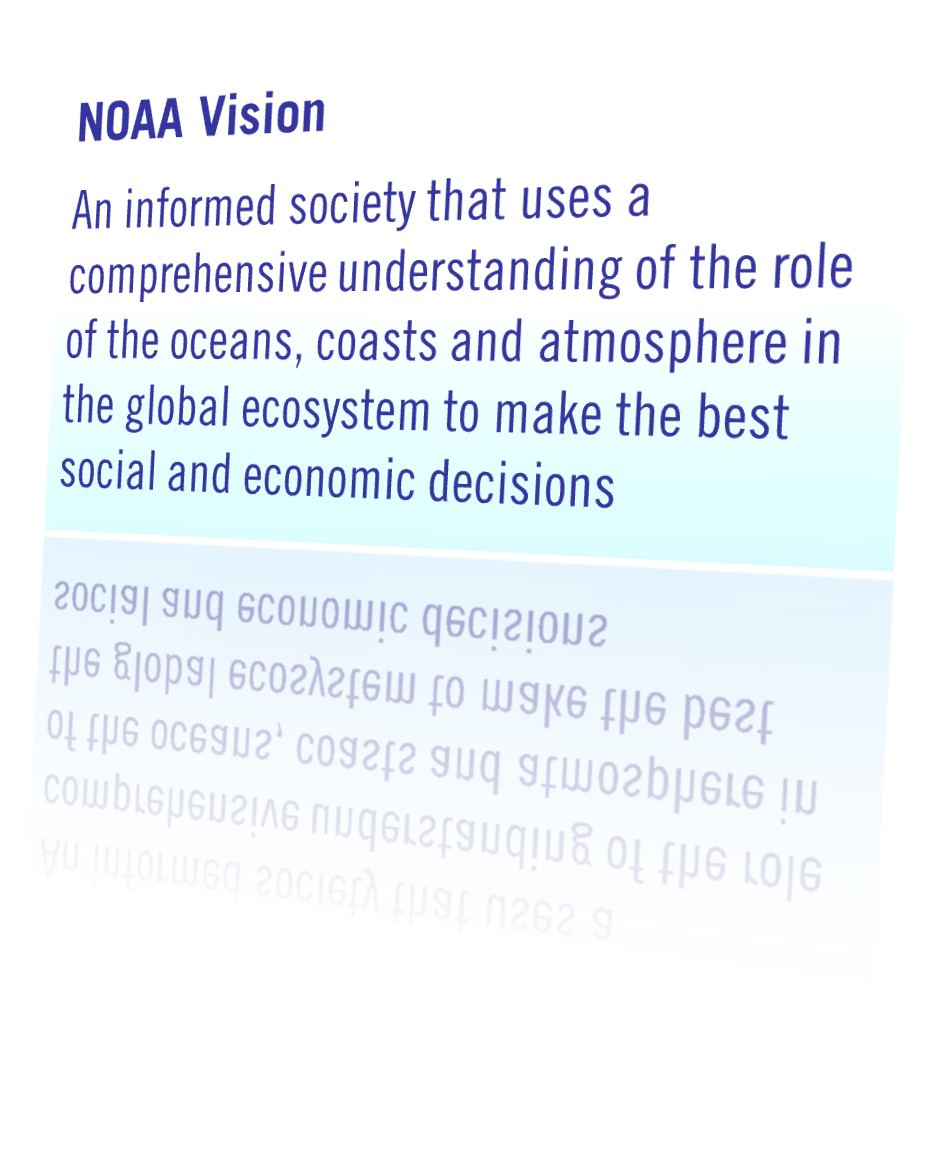 NOAA Vision
An informed society that uses a
comprehensive understanding of the role
of the oceans, coasts and atmosphere in
the global ecosystem to make the best
social and economic decisions